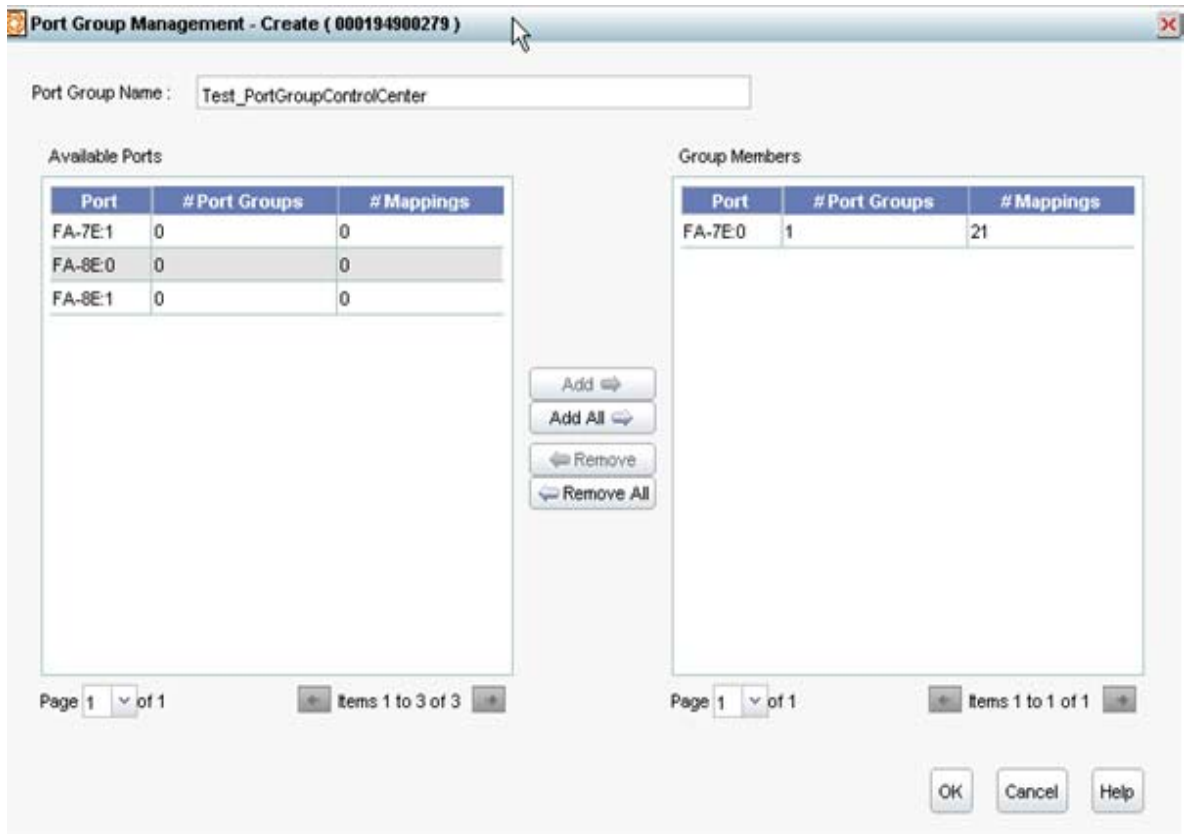 Port Group Management - Create ( 000194900279 )
Port Group Name : Test_PortGroupControlCenter
Available Ports
Port # Port Groups # Mappings
FA-7E:1 0 0
FA-8E:0 0 0
FA-8E:1 0 0
Page 1 of 1 Items 1 to 3 of 3
Add
Add All
Remove
Remove All
Group Members
Port # Port Groups # Mappings
FA-7E:0 1 21
Page 1 of 1 Items 1 to 1 of 1
OK Cancel Help